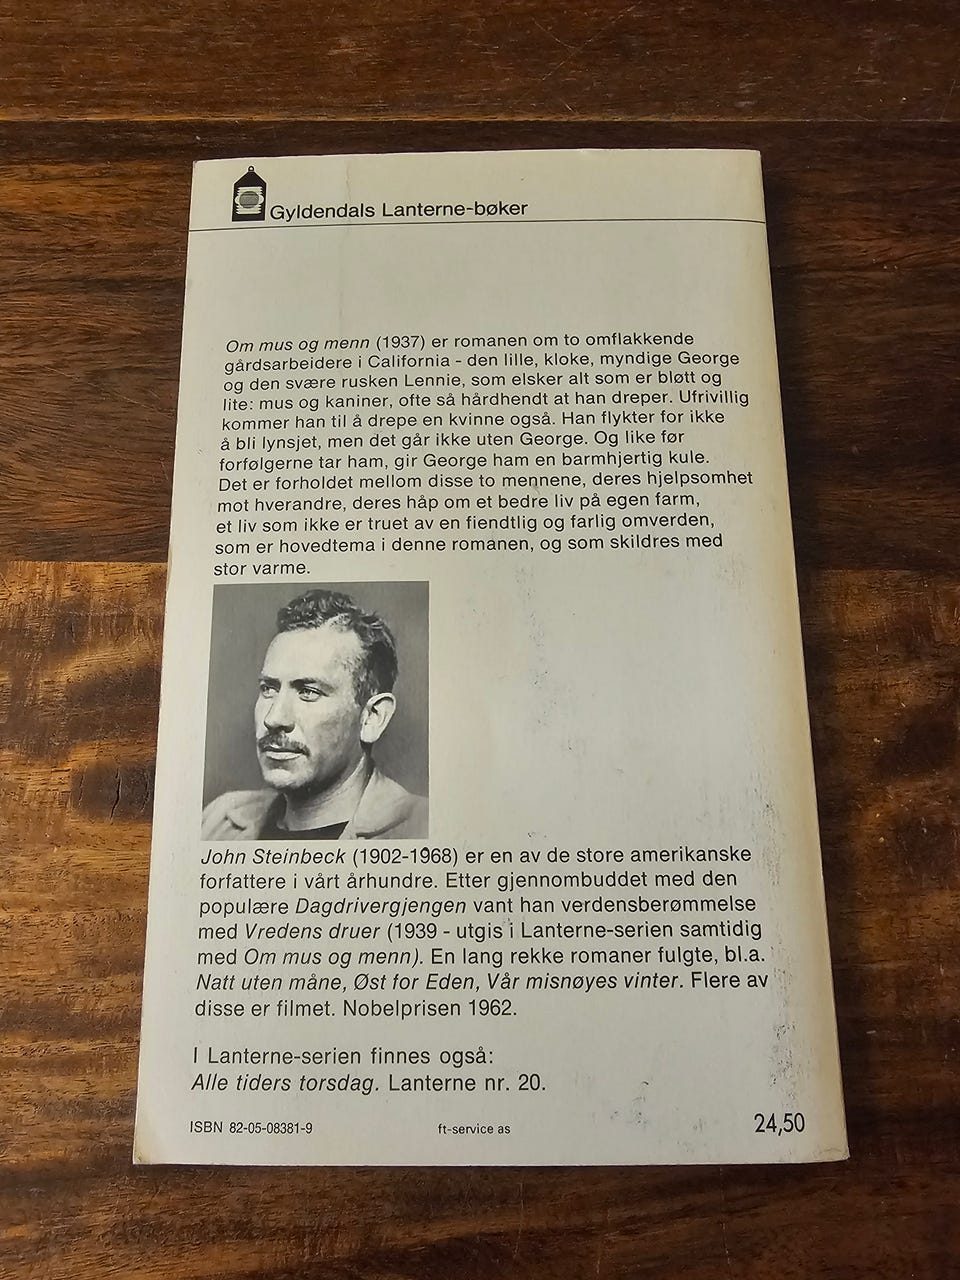 Gyldendals Lanterne-bøker
Om mus og menn (1937) er romanen om to omflakkende
gårdsarbeidere i California - den lille, kloke, myndige George
og den svære rusken Lennie, som elsker alt som er bløtt og
lite: mus og kaniner, ofte så hårdhendt at han dreper. Ufrivillig
kommer han til å drepe en kvinne også. Han flykter for ikke
å bli lynsjet, men det går ikke uten George. Og like før
forfølgerne tar ham, gir George ham en barmhjertig kule.
Det er forholdet mellom disse to mennene, deres hjelpsomhet
mot hverandre, deres håp om et bedre liv på egen farm,
et liv som ikke er truet av en fiendtlig og farlig omverden,
som er hovedtema i denne romanen, og som skildres med
stor varme.
John Steinbeck (1902-1968) er en av de store amerikanske
forfattere i vårt århundre. Etter gjennombuddet med den
populære Dagdrivergjengen vant han verdensberømmelse
med Vredens druer (1939 - utgis i Lanterne-serien samtidig
med Om mus og menn). En lang rekke romaner fulgte, bl.a.
Natt uten måne, Øst for Eden, Vår misnøyes vinter. Flere av
disse er filmet. Nobelprisen 1962.
I Lanterne-serien finnes også:
Alle tiders torsdag. Lanterne nr. 20.
ISBN 82-05-08381-9
ft-service as
24,50